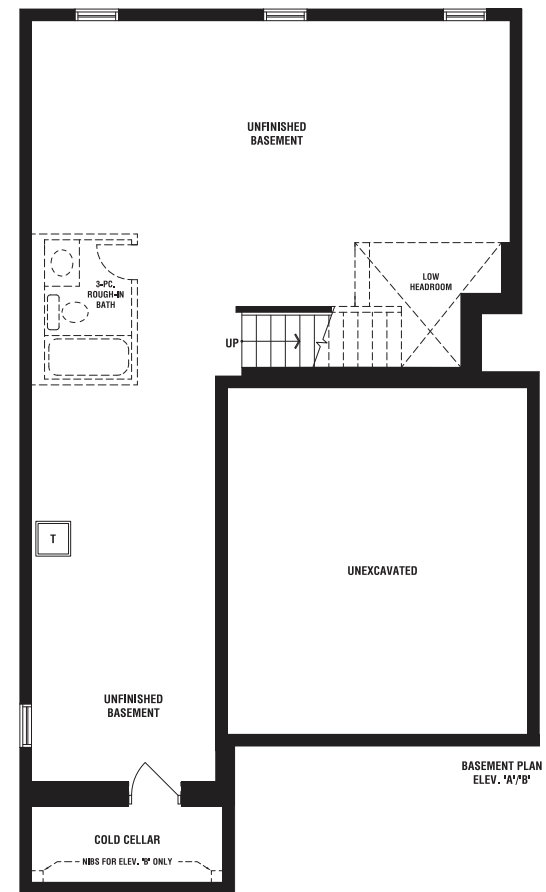 UNFINISHED
BASEMENT
3-PC.
ROUGH-IN
BATH
LOW
HEADROOM
UP
T
UNEXCAVATED
UNFINISHED
BASEMENT
BASEMENT PLAN
ELEV. 'A'/'B'
COLD CELLAR
NIBS FOR ELEV. 'B' ONLY